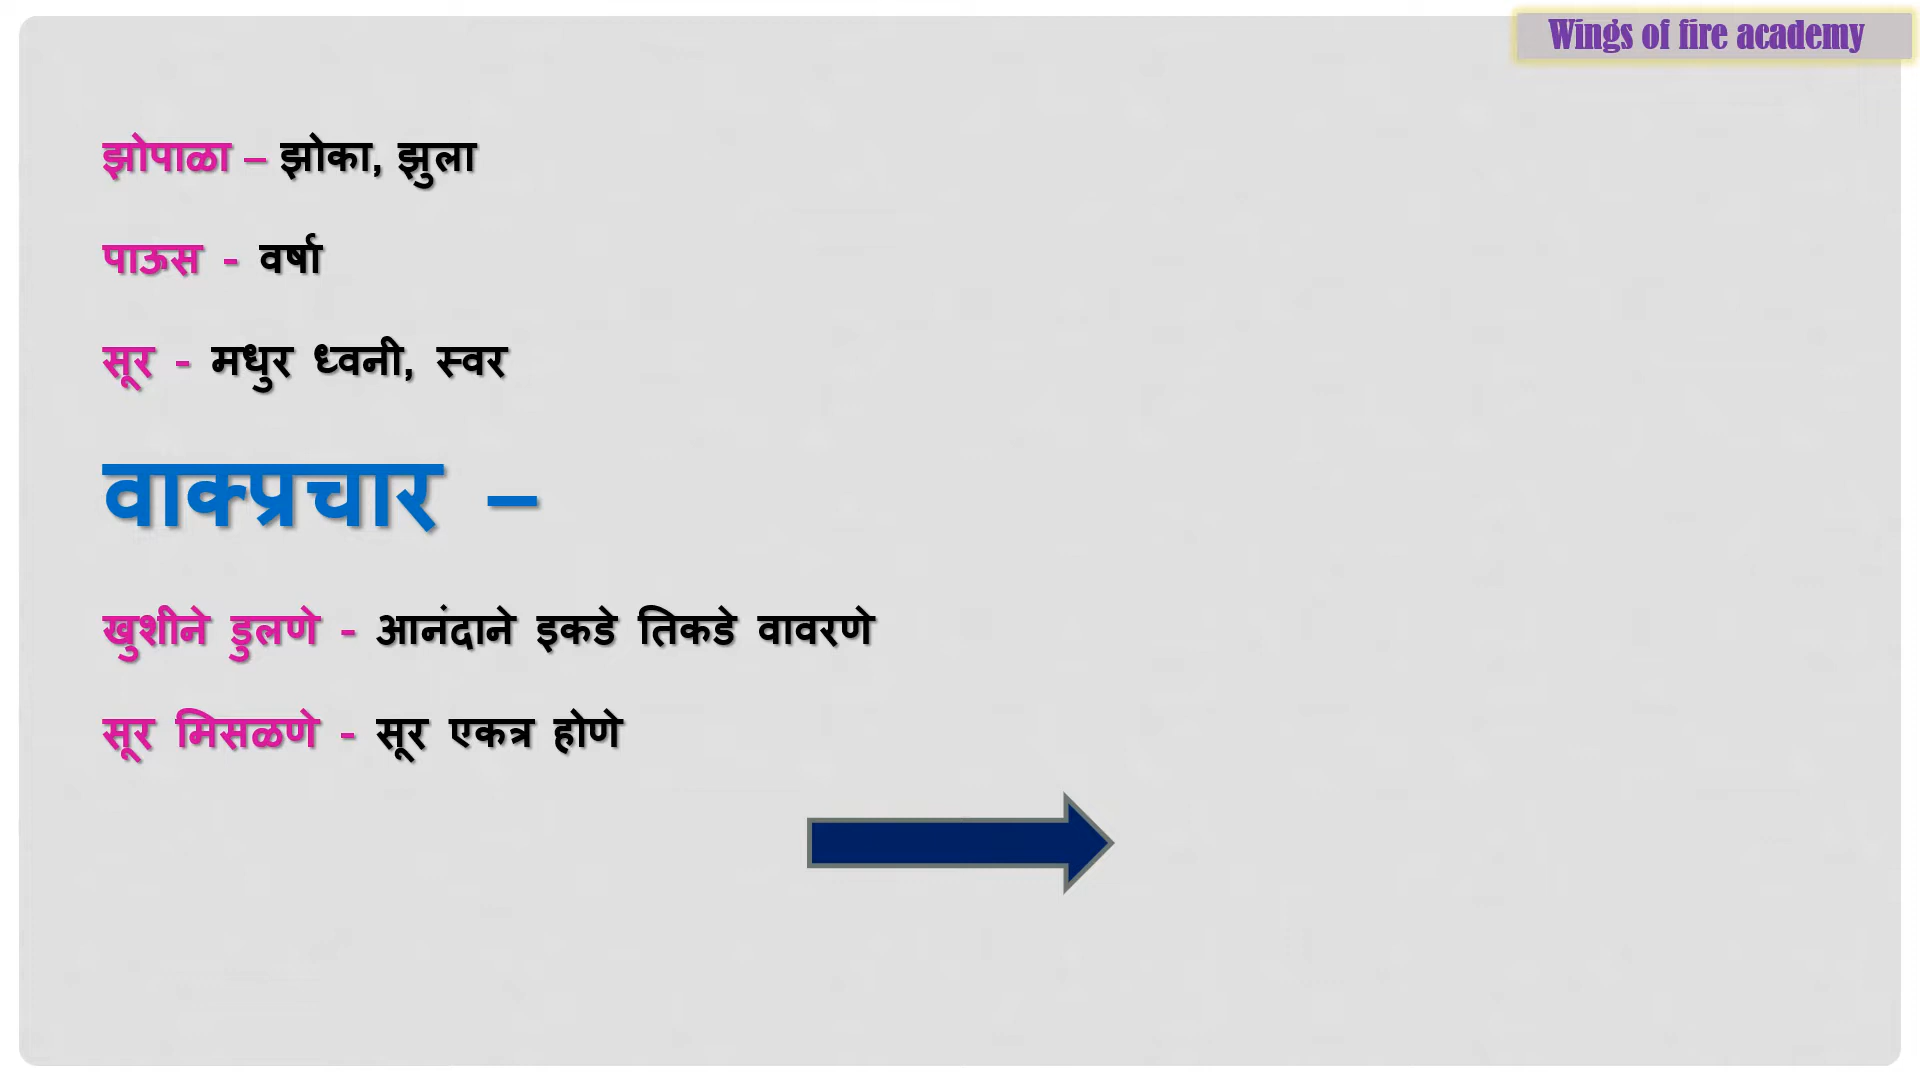 Wings of fire academy
झोपाळा – झोका, झुला
पाऊस - वर्षा
सूर - मधुर ध्वनी, स्वर
वाक्प्रचार –
खुशीने डुलणे - आनंदाने इकडे तिकडे वावरणे
सूर मिसळणे - सूर एकत्र होणे